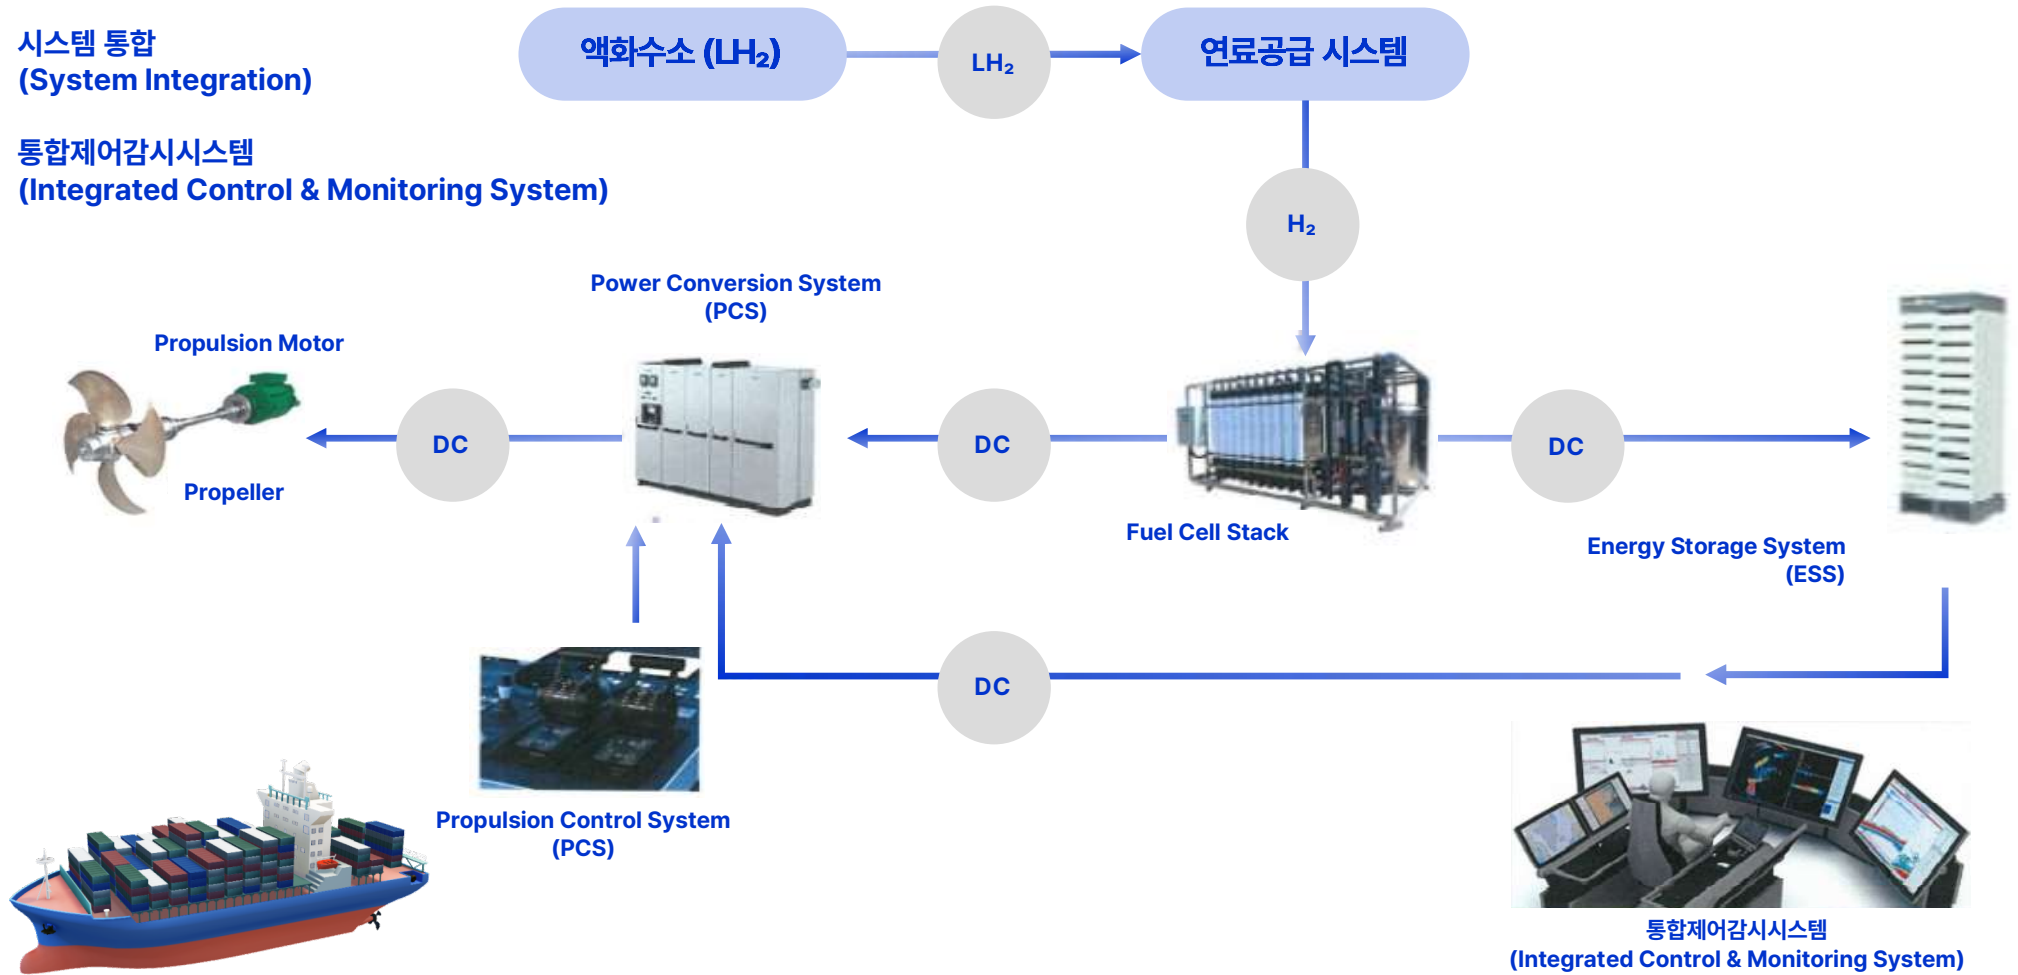 시스템 통합
(System Integration)
통합제어감시시스템
(Integrated Control & Monitoring System)
액화수소 (LH₂)
LH₂
연료공급 시스템
H₂
Power Conversion System
(PCS)
Propulsion Motor
DC
DC
DC
Propeller
Fuel Cell Stack
Energy Storage System
(ESS)
DC
Propulsion Control System
(PCS)
통합제어감시시스템
(Integrated Control & Monitoring System)